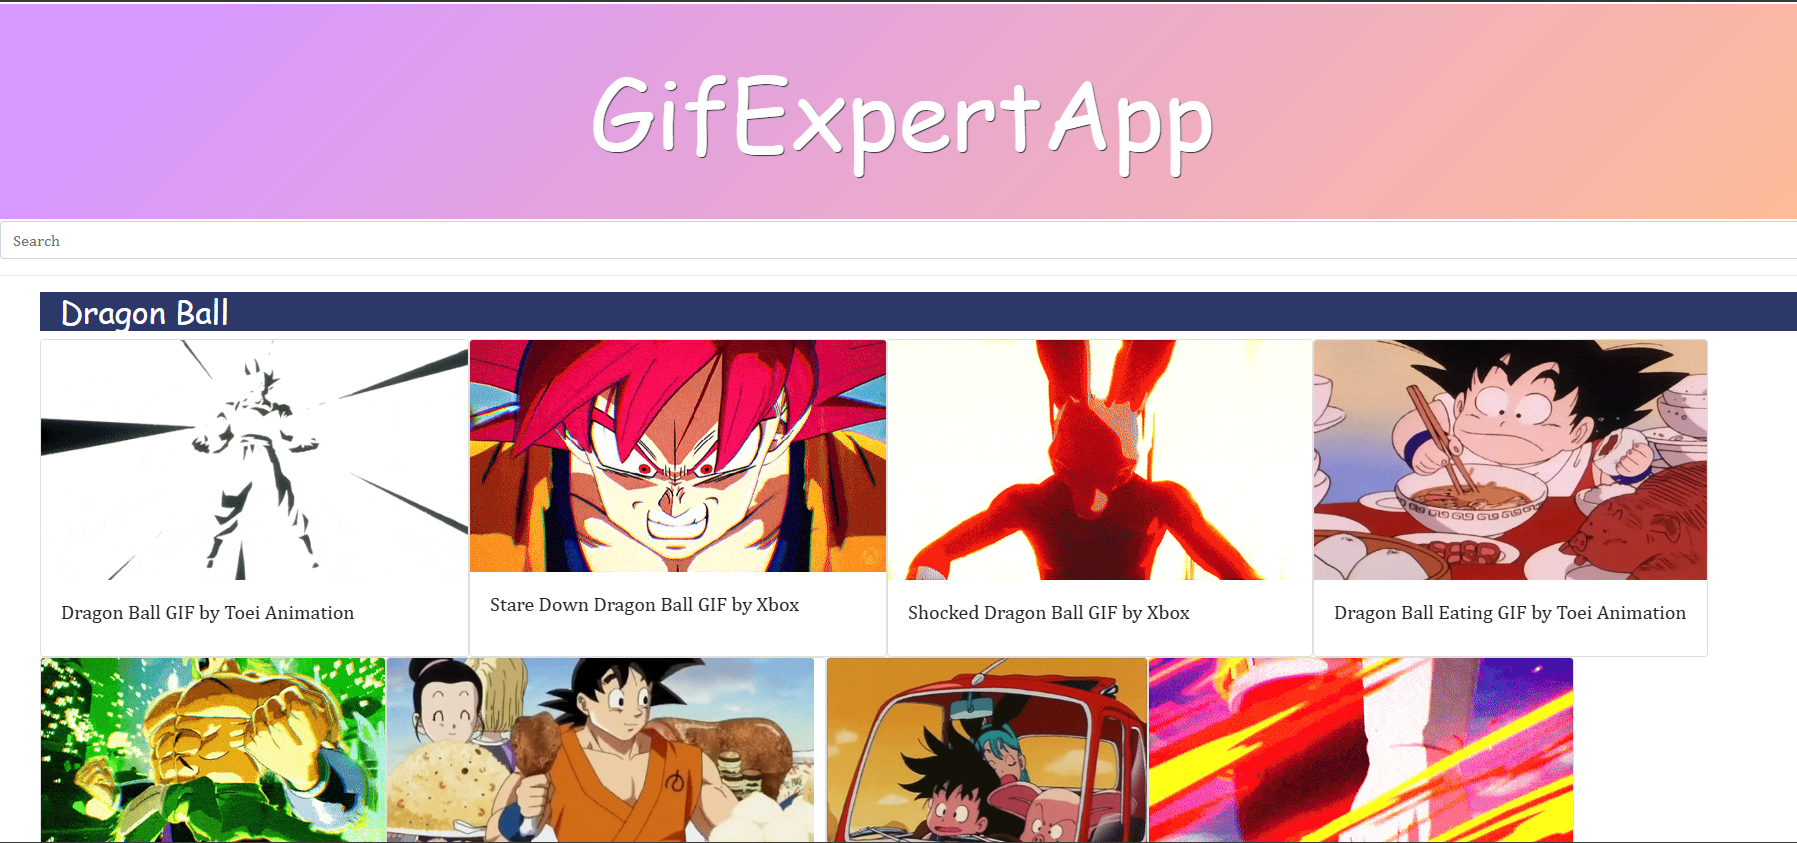 GifExpertApp
Search
Dragon Ball
Dragon Ball GIF by Toei Animation
Stare Down Dragon Ball GIF by Xbox
Shocked Dragon Ball GIF by Xbox
Dragon Ball Eating GIF by Toei Animation